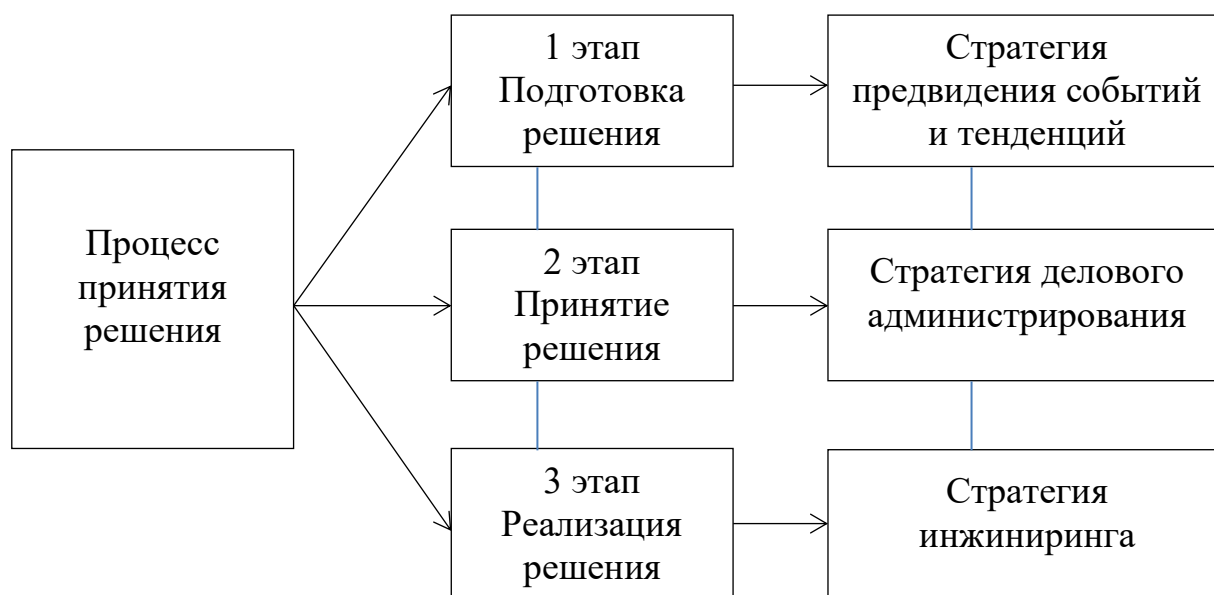 Процесс
принятия
решения
1 этап
Подготовка
решения
Стратегия
предвидения событий
и тенденций
2 этап
Принятие
решения
Стратегия делового
администрирования
3 этап
Реализация
решения
Стратегия
инжиниринга